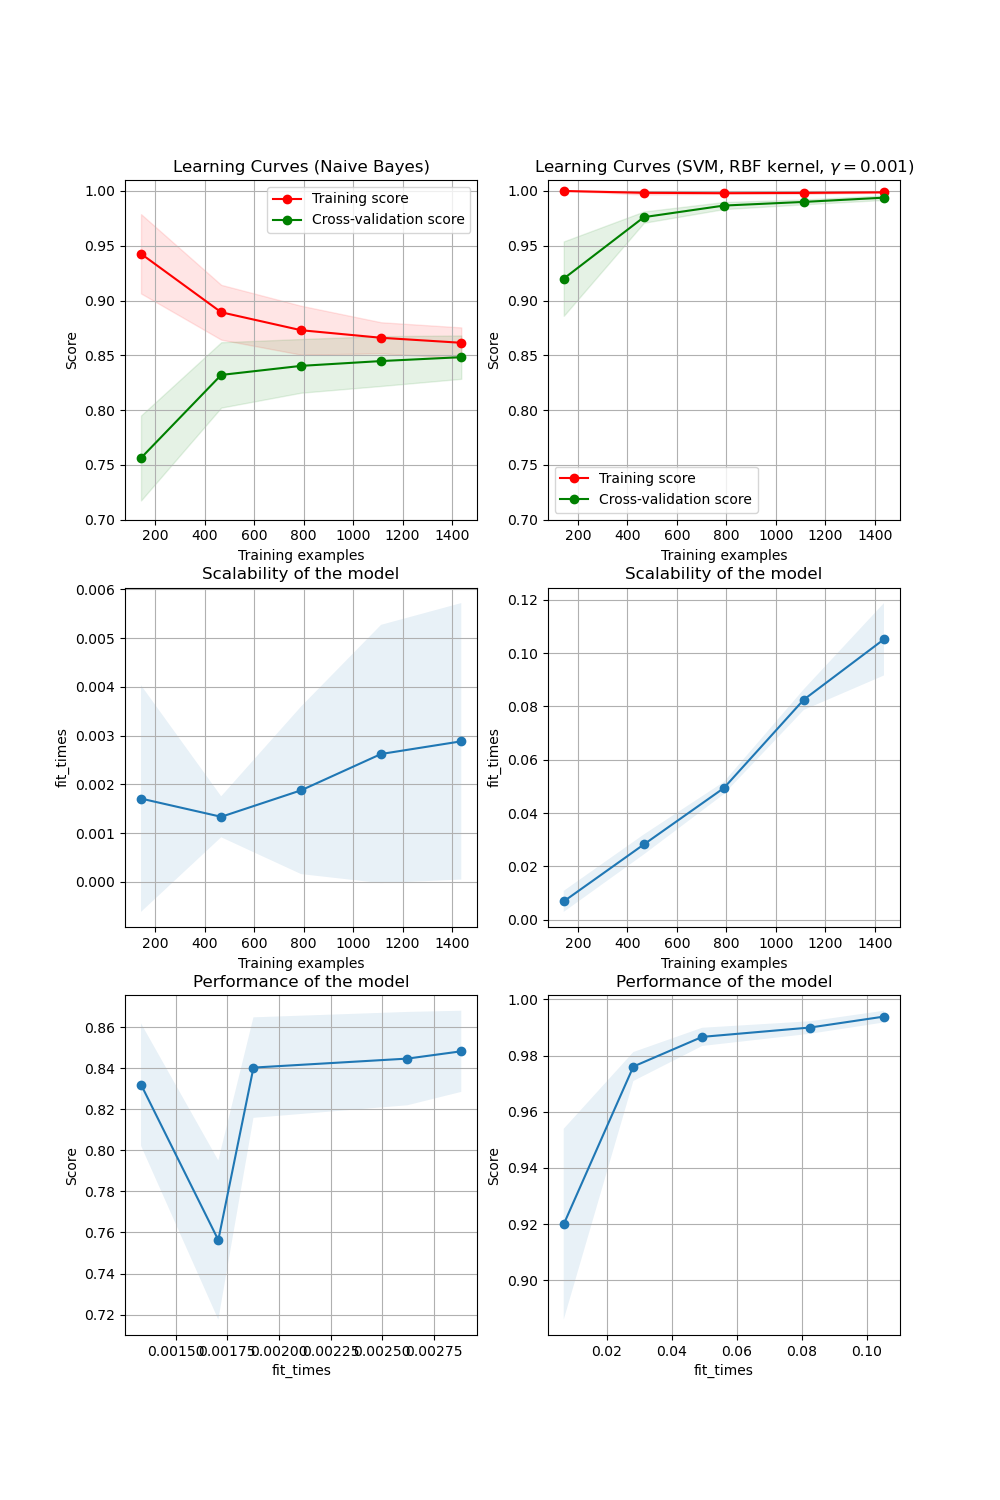 Learning Curves (Naive Bayes)
1.00
0.95
0.90
0.85
0.80
0.75
0.70
Score
Training score
Cross-validation score
200 400 600 800 1000 1200 1400
Training examples
Learning Curves (SVM, RBF kernel, γ = 0.001)
1.00
0.95
0.90
0.85
0.80
0.75
0.70
Score
Training score
Cross-validation score
200 400 600 800 1000 1200 1400
Training examples
Scalability of the model
0.006
0.005
0.004
0.003
0.002
0.001
0.000
fit_times
200 400 600 800 1000 1200 1400
Training examples
Scalability of the model
0.12
0.10
0.08
0.06
0.04
0.02
0.00
fit_times
200 400 600 800 1000 1200 1400
Training examples
Performance of the model
0.86
0.84
0.82
0.80
0.78
0.76
0.74
0.72
Score
0.00150 0.00175 0.00200 0.00225 0.00250 0.00275
fit_times
Performance of the model
1.00
0.98
0.96
0.94
0.92
0.90
Score
0.02 0.04 0.06 0.08 0.10
fit_times